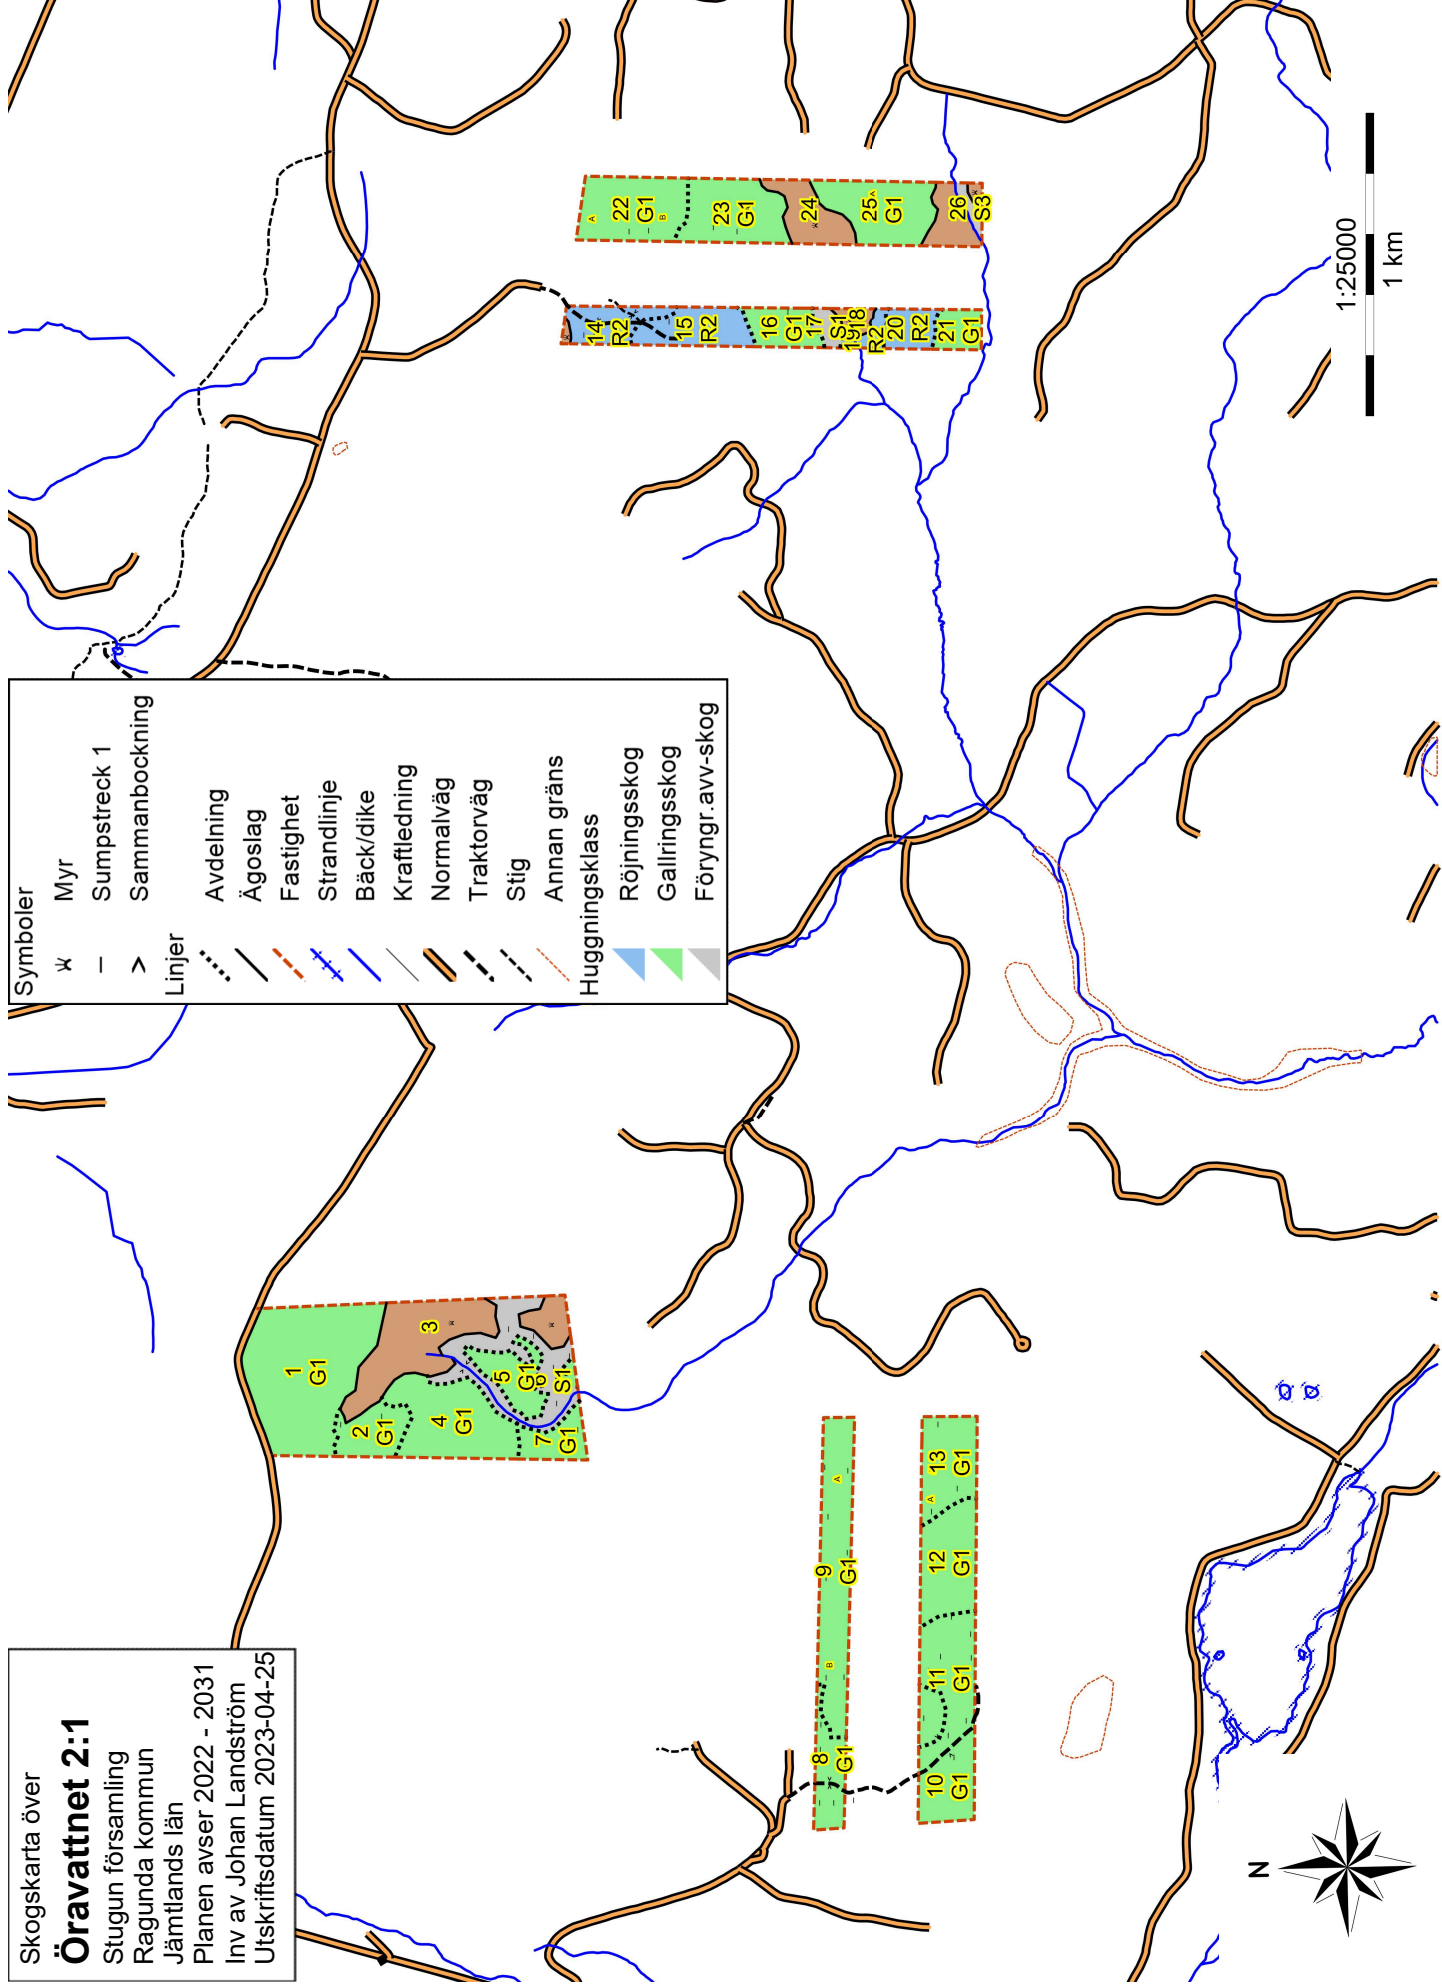 Skogskarta över
Öravattnet 2:1
Stugun församling
Ragunda kommun
Jämtlands län
Planen avser 2022 - 2031
Inv av Johan Landström
Utskriftsdatum 2023-04-25
Symboler
Myr
Sumpstreck 1
Sammanbockning
Linjer
Avdelning
Ägoslag
Fastighet
Strandlinje
Bäck/dike
Kraftledning
Normalväg
Traktorväg
Stig
Annan gräns
Huggningsklass
Röjningsskog
Gallringsskog
Föryngr.avv-skog
1
G1
2
G1
3
4
G1
5
G1
6
S1
7
G1
8
G1
B
9
G1
A
10
G1
11
G1
12
G1
A
13
G1
14
R2
15
R2
16
G1
17
S1
18
19
R2
20
R2
21
G1
A
22
G1
B
23
G1
24
25
A
G1
26
S3
N
1:25000
1 km